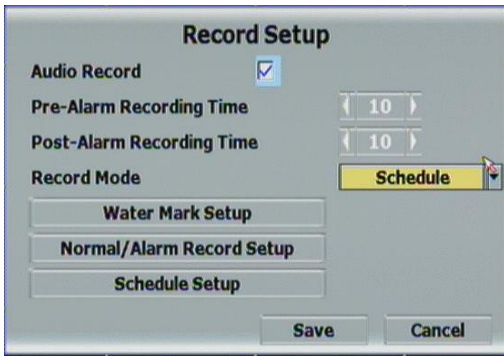 Record Setup
Audio Record
Pre-Alarm Recording Time 10
Post-Alarm Recording Time 10
Record Mode Schedule
Water Mark Setup
Normal/Alarm Record Setup
Schedule Setup
Save Cancel